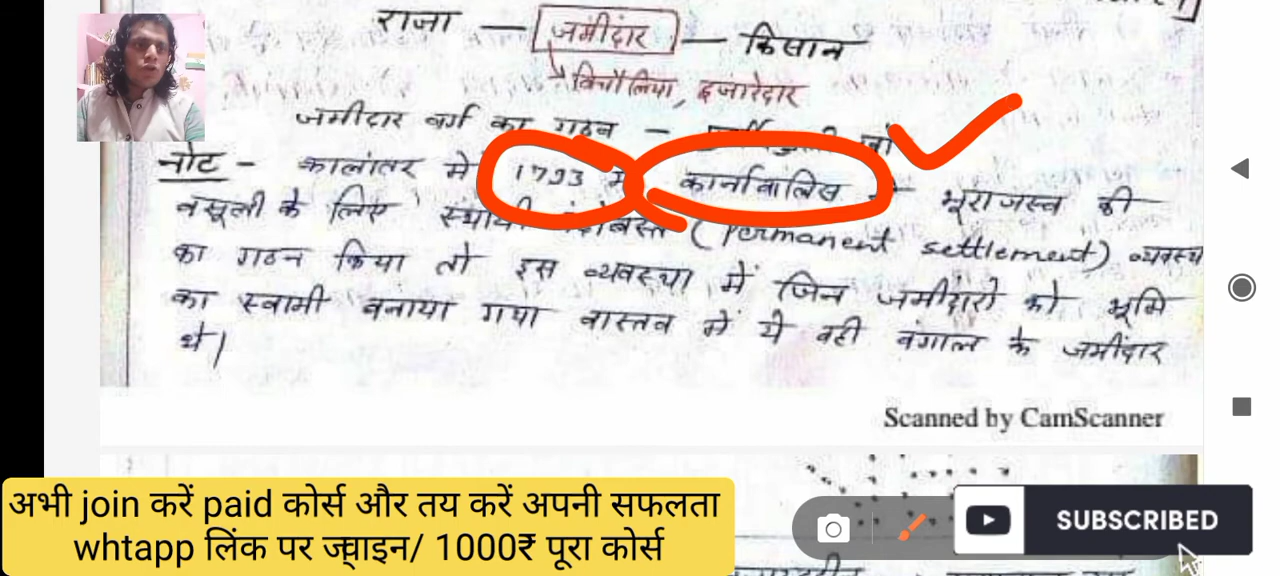 राजा — जमींदार — किसान
बिचौलिया, इजारेदार
जमींदार वर्ग का गठन -
नोट - कालांतर में 1793 में कार्नावालिस भूराजस्व की
वसूली के लिए स्थायी (Permanent settlement) व्यवस्था
का गठन किया तो इस व्यवस्था में जिन जमींदारो को भूमि
का स्वामी बनाया गया वास्तव में ये वही बंगाल के जमींदार
थे।
Scanned by CamScanner
अभी join करें paid कोर्स और तय करें अपनी सफलता
whtapp लिंक पर ज्वाइन/ 1000₹ पूरा कोर्स
SUBSCRIBED